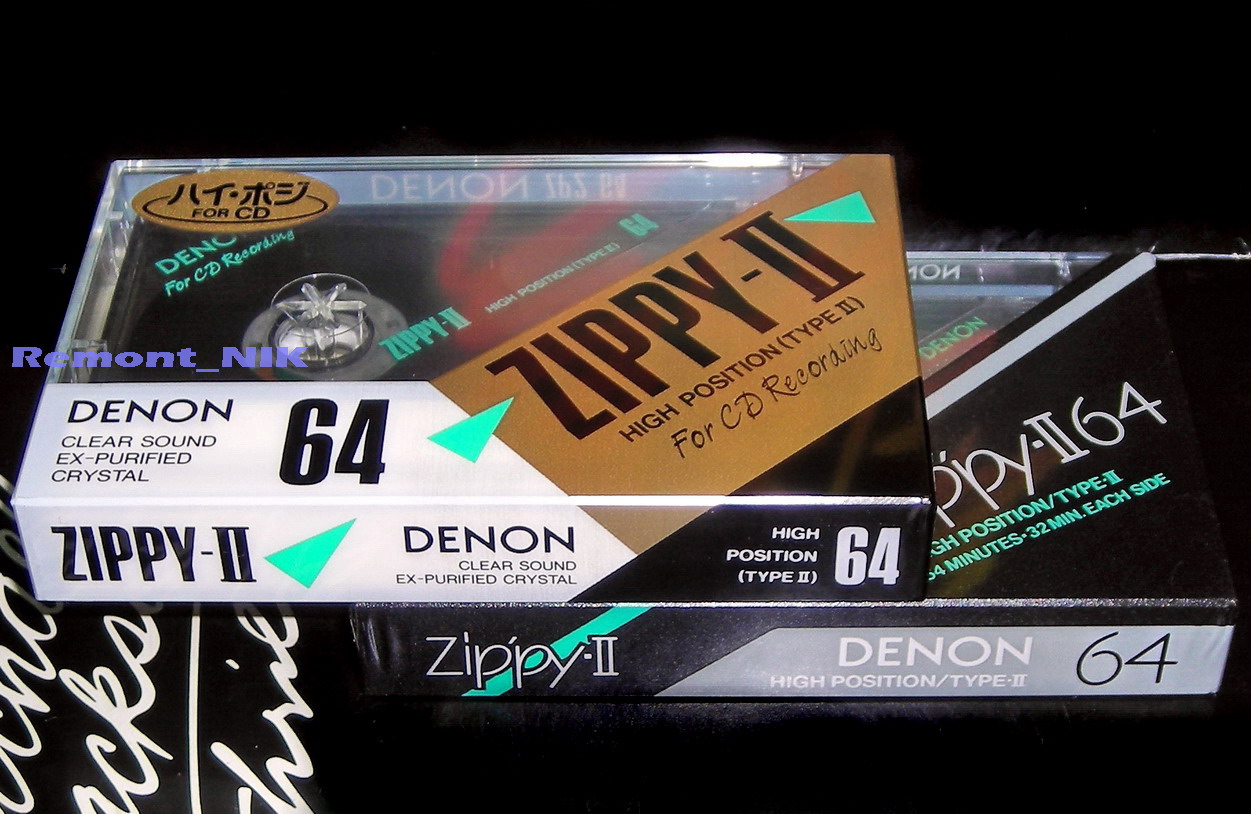 ハイ・ポジ
FOR CD
DENON
For CD Recording
ZIPPY-II
HIGH POSITION (TYPE II)
64
ZIPPY-II
HIGH POSITION (TYPE II)
For CD Recording
Remont_NIK
DENON
CLEAR SOUND
EX-PURIFIED
CRYSTAL
64
ZIPPY-II
DENON
CLEAR SOUND
EX-PURIFIED CRYSTAL
HIGH
POSITION
(TYPE II)
64
DENON
ppy-II 64
GH POSITION/TYPE-II
64 MINUTES•32 MIN. EACH SIDE
Zippy-II
DENON
HIGH POSITION/TYPE-II
64